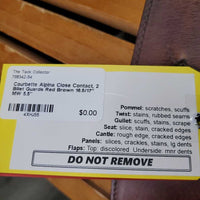 The Tack Collector
Courbette Alpina Close Contact, 2
Billet Guards Red Brown 16.5/17"
MW 5.5"
$0.00
Pommel: scratches, scuffs
Twist: stains, rubbed seams
Gullet: scuffs, stains, scrape
Seat: slice, stain, cracked edges
Cantle: rough edge, cracked edges
Panels: slices, crackles, stains, lg dents
Flaps: Top discolored. Underside: mnr dents
DO NOT REMOVE